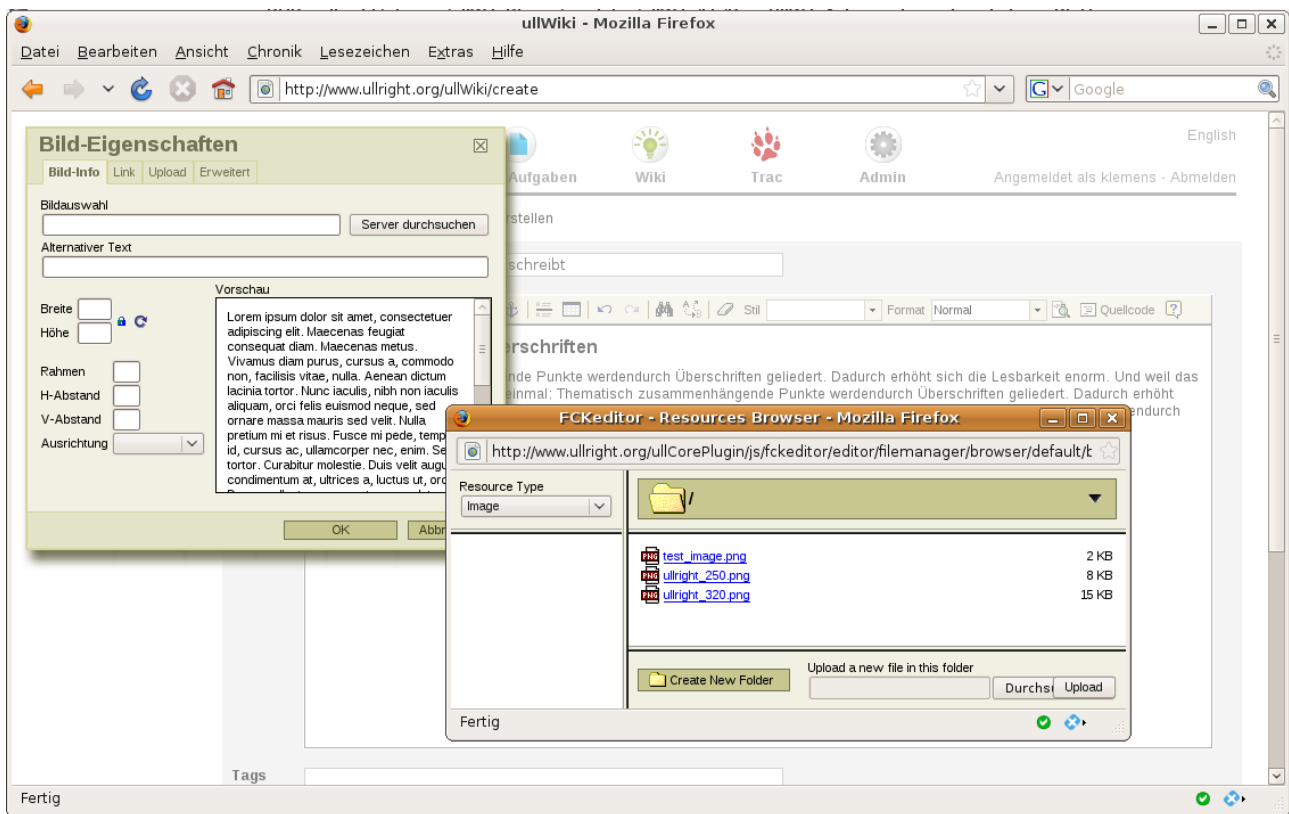 ullWiki - Mozilla Firefox
Datei Bearbeiten Ansicht Chronik Lesezeichen Extras Hilfe
http://www.ullright.org/ullWiki/create
G Google
English
Aufgaben Wiki Trac Admin Angemeldet als klemens - Abmelden
Bild-Eigenschaften
Bild-Info Link Upload Erweitert
Bildauswahl
Server durchsuchen
Alternativer Text
Breite
Höhe
Rahmen
H-Abstand
V-Abstand
Ausrichtung
Vorschau
Lorem ipsum dolor sit amet, consectetuer
adipiscing elit. Maecenas feugiat
consequat diam. Maecenas metus.
Vivamus diam purus, cursus a, commodo
non, facilisis vitae, nulla. Aenean dictum
lacinia tortor. Nunc iaculis, nibh non iaculis
aliquam, orci felis euismod neque, sed
ornare massa mauris sed velit. Nulla
pretium mi et risus. Fusce mi pede, temp
id, cursus ac, ullamcorper nec, enim. Se
tortor. Curabitur molestie. Duis velit augu
condimentum at, ultrices a, luctus ut, orc
OK Abbr
rstellen
schreibt
Stil Format Normal Quellcode
erschriften
nde Punkte werdendurch Überschriften geliedert. Dadurch erhöht sich die Lesbarkeit enorm. Und weil das
einmal: Thematisch zusammenhängende Punkte werdendurch Überschriften geliedert. Dadurch erhöht
endurch
FCKeditor - Resources Browser - Mozilla Firefox
http://www.ullright.org/ullCorePlugin/js/fckeditor/editor/filemanager/browser/default/b
Resource Type
Image
/
PNG test_image.png 2 KB
PNG ullright_250.png 8 KB
PNG ullright_320.png 15 KB
Create New Folder
Upload a new file in this folder
Durchsu Upload
Fertig
Tags
Fertig